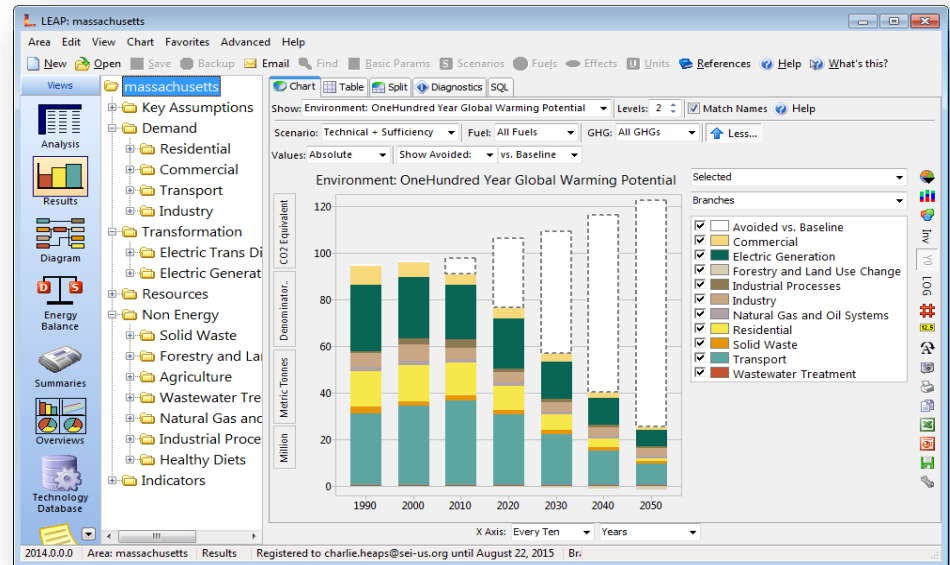 LEAP: massachusetts
Area Edit View Chart Favorites Advanced Help
New Open Save Backup Email Find Basic Params Scenarios Fuels Effects Units References Help What's this?
Views
Analysis
Results
Diagram
Energy Balance
Summaries
Overviews
Technology Database
massachusetts
Key Assumptions
Demand
Residential
Commercial
Transport
Industry
Transformation
Electric Trans Di
Electric Generat
Resources
Non Energy
Solid Waste
Forestry and La
Agriculture
Wastewater Tre
Natural Gas and
Industrial Proce
Healthy Diets
Indicators
Chart Table Split Diagnostics SQL
Show: Environment: OneHundred Year Global Warming Potential Levels: 2 Match Names Help
Scenario: Technical + Sufficiency Fuel: All Fuels GHG: All GHGs Less...
Values: Absolute Show Avoided: vs. Baseline
Environment: OneHundred Year Global Warming Potential
CO2 Equivalent
Denominator.
Metric Tonnes
Million
120
100
80
60
40
20
0
1990 2000 2010 2020 2030 2040 2050
Selected
Branches
Avoided vs. Baseline
Commercial
Electric Generation
Forestry and Land Use Change
Industrial Processes
Industry
Natural Gas and Oil Systems
Residential
Solid Waste
Transport
Wastewater Treatment
Inv
Y0
LOG
12.5
X Axis: Every Ten Years
2014.0.0.0 Area: massachusetts Results Registered to charlie.heaps@sei-us.org until August 22, 2015 Br